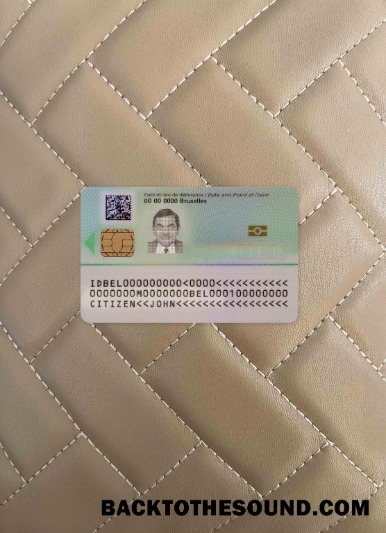 Date et lieu de délivrance / Date and Place of Issue
00 00 0000 Bruxelles
IDBEL000000000<0000<<<<<<<<<<<
0000000M0000000BEL000100000000
CITIZEN<<JOHN<<<<<<<<<<<<<<<<<
BACKTOTHESOUND.COM